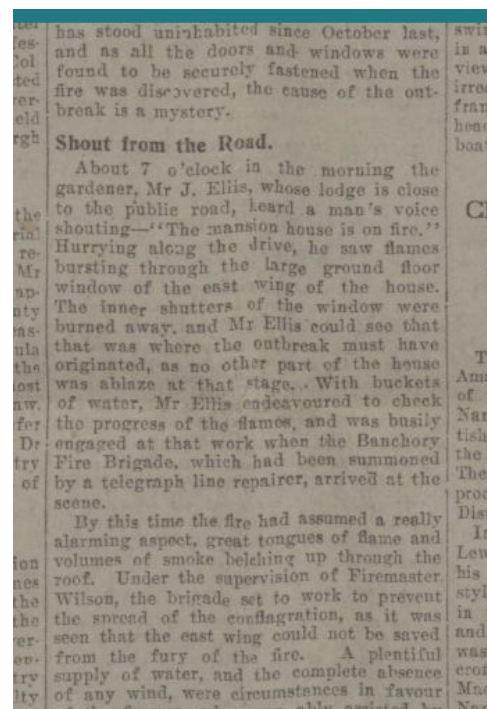 has stood uninhabited since October last,
and as all the doors and windows were
found to be securely fastened when the
fire was discovered, the cause of the out-
break is a mystery.
Shout from the Road.
About 7 o'clock in the morning the
gardener, Mr J. Ellis, whose lodge is close
to the public road, heard a man's voice
shouting—"The mansion house is on fire."
Hurrying along the drive, he saw flames
bursting through the large ground floor
window of the east wing of the house.
The inner shutters of the window were
burned away, and Mr Ellis could see that
that was where the outbreak must have
originated, as no other part of the house
was ablaze at that stage. With buckets
of water, Mr Ellis endeavoured to check
the progress of the flames, and was busily
engaged at that work when the Banchory
Fire Brigade, which had been summoned
by a telegraph line repairer, arrived at the
scene.
By this time the fire had assumed a really
alarming aspect, great tongues of flame and
volumes of smoke belching up through the
roof. Under the supervision of Firemaster
Wilson, the brigade set to work to prevent
the spread of the conflagration, as it was
seen that the east wing could not be saved
from the fury of the fire. A plentiful
supply of water, and the complete absence
of any wind, were circumstances in favour